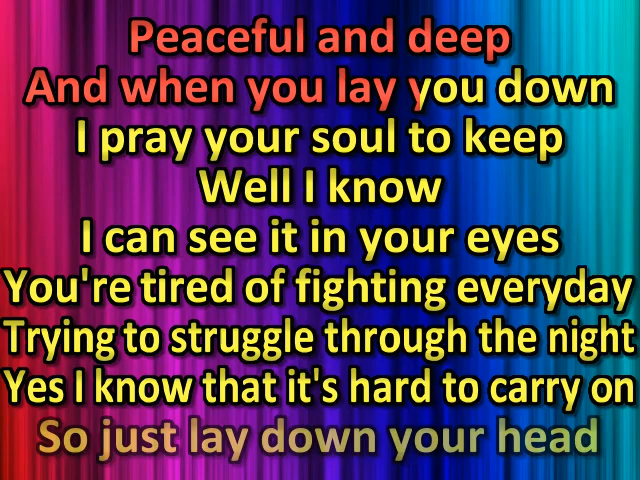 Peaceful and deep
And when you lay you down
I pray your soul to keep
Well I know
I can see it in your eyes
You're tired of fighting everyday
Trying to struggle through the night
Yes I know that it's hard to carry on
So just lay down your head